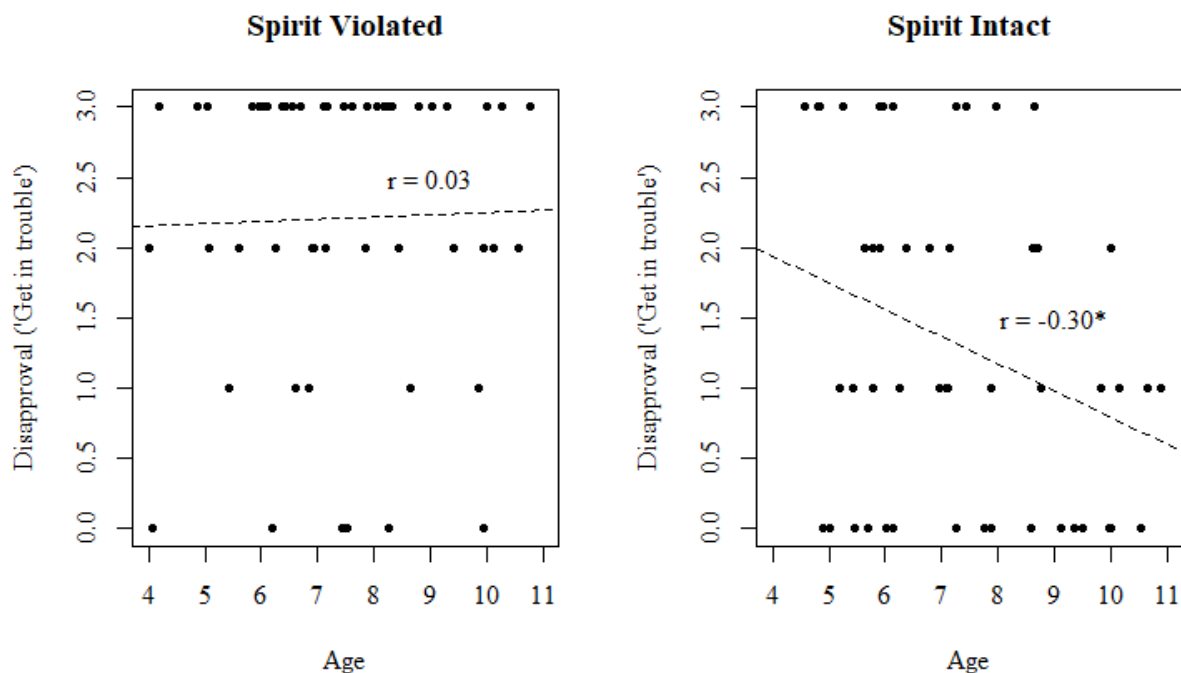 Spirit Violated
Disapproval ('Get in trouble')
3.0
2.5
2.0
1.5
1.0
0.5
0.0
r = 0.03
4 5 6 7 8 9 10 11
Age
Spirit Intact
Disapproval ('Get in trouble')
3.0
2.5
2.0
1.5
1.0
0.5
0.0
r = -0.30*
4 5 6 7 8 9 10 11
Age